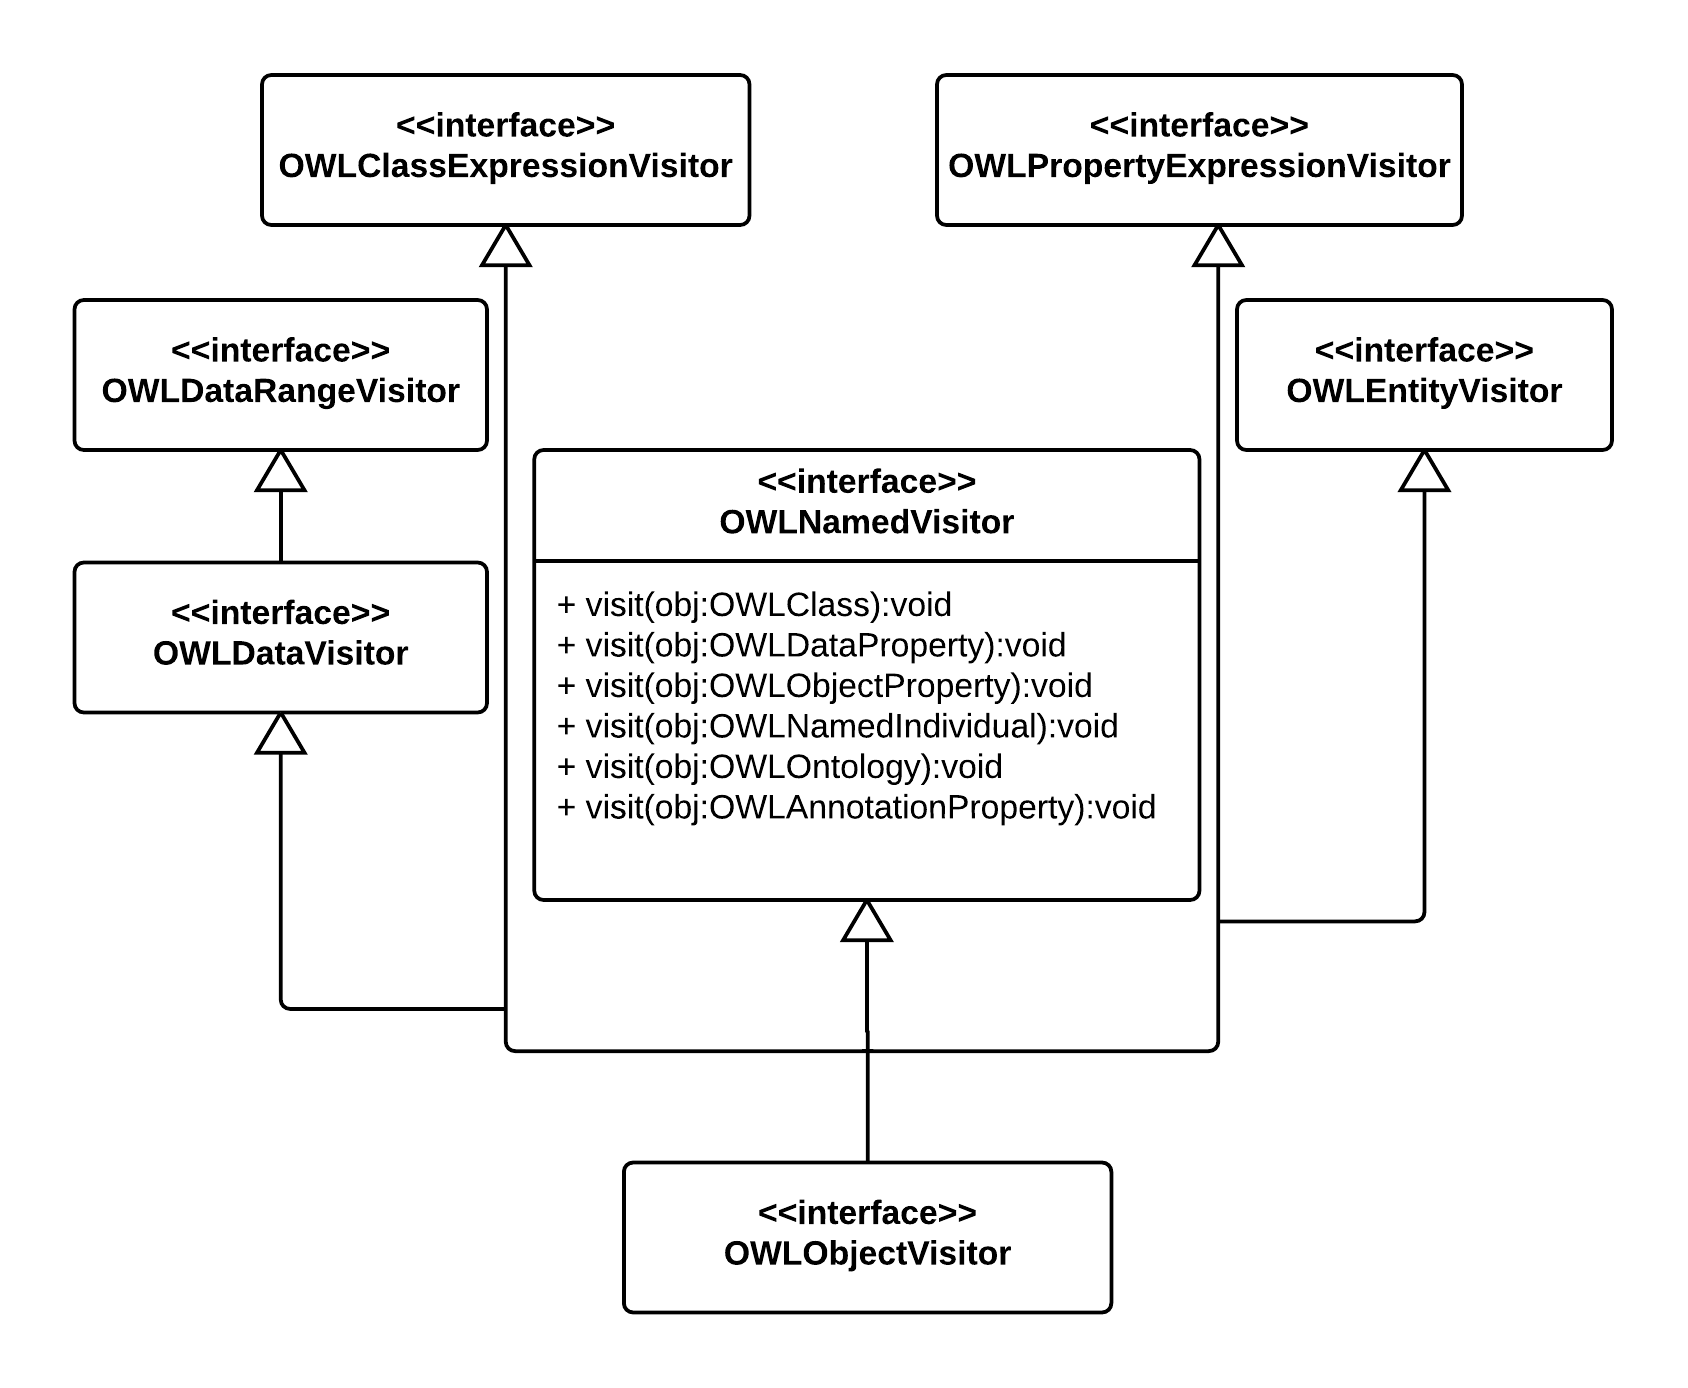 <<interface>>
OWLClassExpressionVisitor
<<interface>>
OWLPropertyExpressionVisitor
<<interface>>
OWLDataRangeVisitor
<<interface>>
OWLEntityVisitor
<<interface>>
OWLNamedVisitor
+ visit(obj:OWLClass):void
+ visit(obj:OWLDataProperty):void
+ visit(obj:OWLObjectProperty):void
+ visit(obj:OWLNamedIndividual):void
+ visit(obj:OWLOntology):void
+ visit(obj:OWLAnnotationProperty):void
<<interface>>
OWLDataVisitor
<<interface>>
OWLObjectVisitor